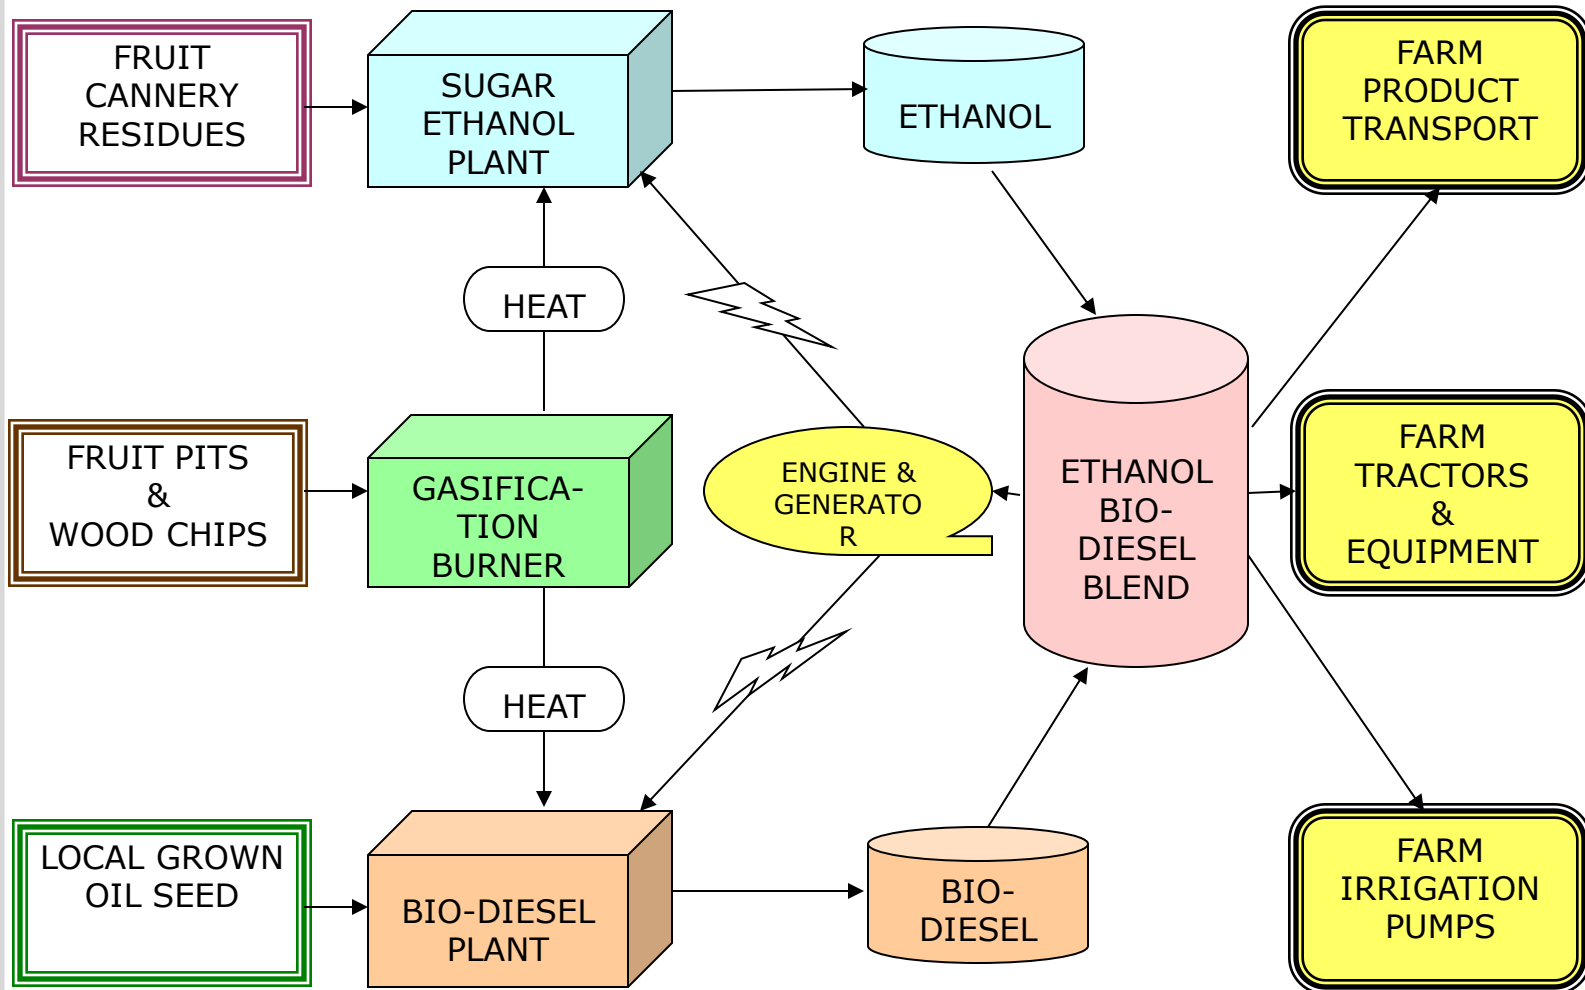 FRUIT
CANNERY
RESIDUES
SUGAR
ETHANOL
PLANT
ETHANOL
FARM
PRODUCT
TRANSPORT
HEAT
FRUIT PITS
&
WOOD CHIPS
GASIFICA-
TION
BURNER
ENGINE &
GENERATO
R
ETHANOL
BIO-
DIESEL
BLEND
FARM
TRACTORS
&
EQUIPMENT
HEAT
LOCAL GROWN
OIL SEED
BIO-DIESEL
PLANT
BIO-
DIESEL
FARM
IRRIGATION
PUMPS